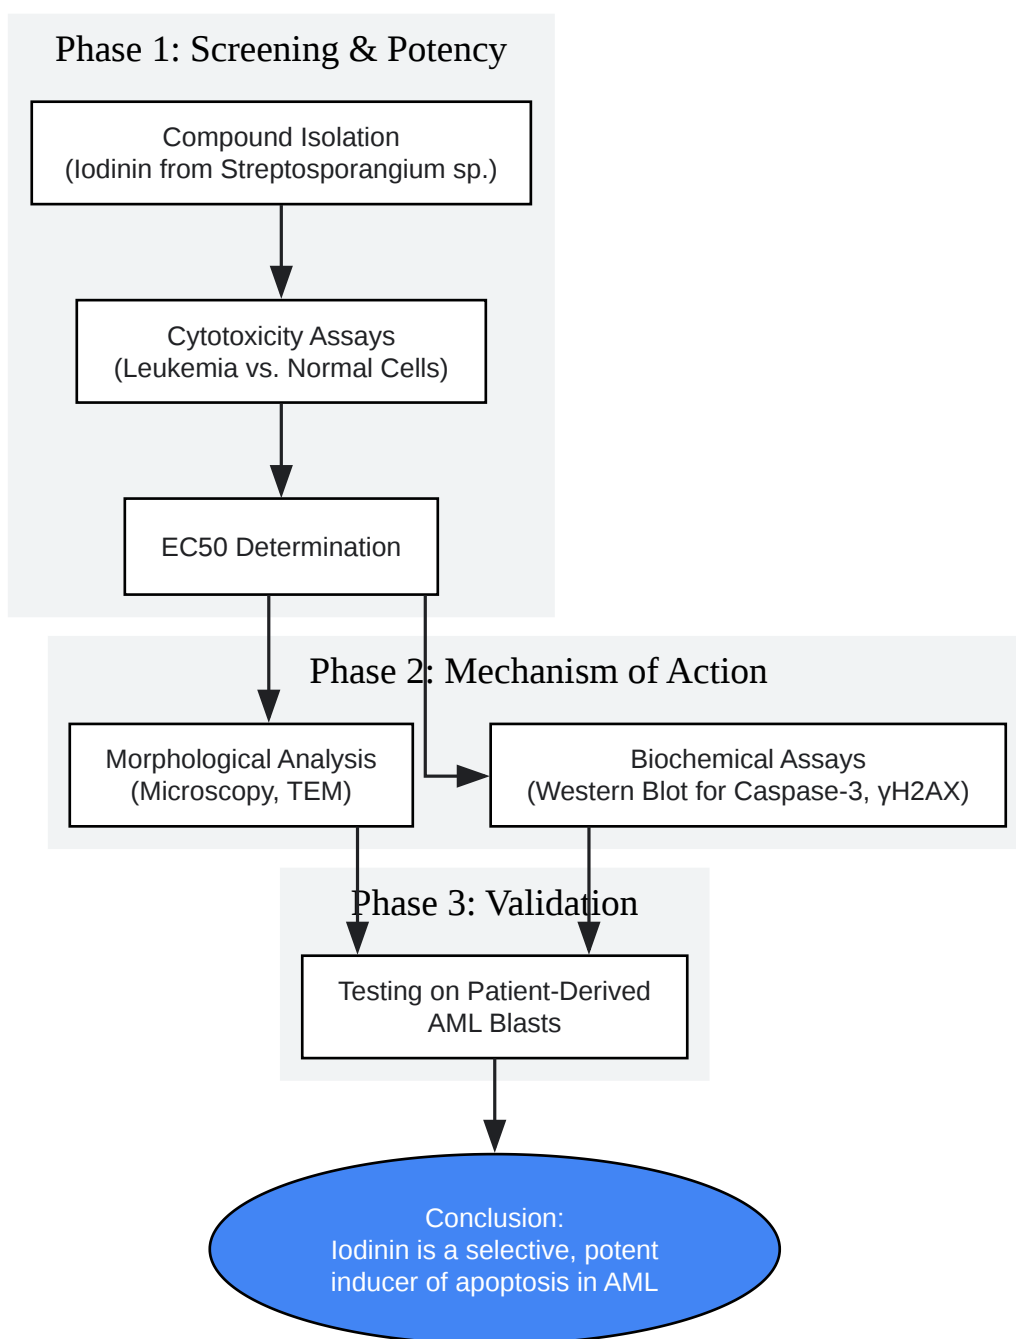 Phase 1: Screening & Potency
Compound Isolation
(Iodinin from Streptosporangium sp.)
Cytotoxicity Assays
(Leukemia vs. Normal Cells)
EC50 Determination
Phase 2: Mechanism of Action
Morphological Analysis
(Microscopy, TEM)
Biochemical Assays
(Western Blot for Caspase-3, γH2AX)
Phase 3: Validation
Testing on Patient-Derived
AML Blasts
Conclusion:
Iodinin is a selective, potent
inducer of apoptosis in AML